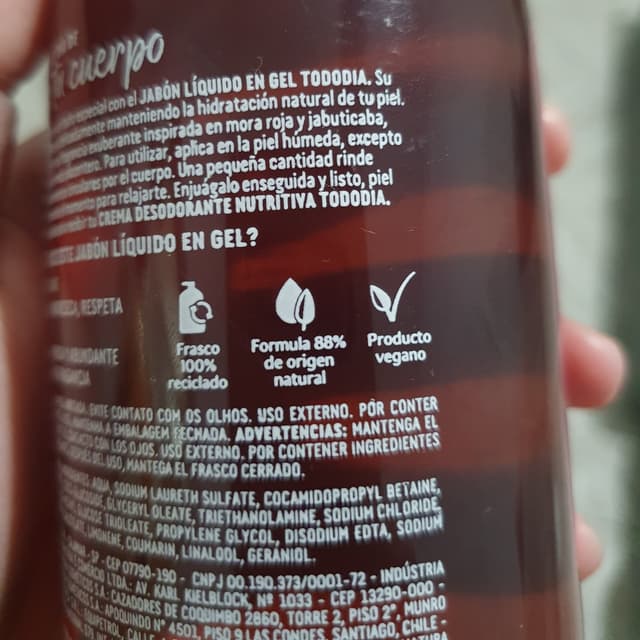 Tu cuerpo
especial con el JABÓN LÍQUIDO EN GEL TODODIA. Su
manteniendo la hidratación natural de tu piel.
exuberante inspirada en mora roja y jabuticaba,
Para utilizar, aplica en la piel húmeda, excepto
por el cuerpo. Una pequeña cantidad rinde
para relajarte. Enjuágalo enseguida y listo, piel
tu CREMA DESODORANTE NUTRITIVA TODODIA.
ESTE JABÓN LÍQUIDO EN GEL?
RESPETA
ABUNDANTE
Frasco
100%
reciclado
Formula 88%
de origen
natural
Producto
vegano
EVITE CONTATO COM OS OLHOS. USO EXTERNO. POR CONTER
A EMBALAGEM FECHADA. ADVERTENCIAS: MANTENGA EL
CON LOS OJOS. USO EXTERNO. POR CONTENER INGREDIENTES
DEL USO, MANTEGA EL FRASCO CERRADO.
AQUA, SODIUM LAURETH SULFATE, COCAMIDOPROPYL BETAINE,
GLYCERYL OLEATE, TRIETHANOLAMINE, SODIUM CHLORIDE,
TRIOLEATE, PROPYLENE GLYCOL, DISODIUM EDTA, SODIUM
LIMONENE, COUMARIN, LINALOOL, GERANIOL.
- SP - CEP 07790-190 - CNPJ 00.190.373/0001-72 - INDÚSTRIA
LTDA.: AV. KARL KIELBLOCK, Nº 1033 - CEP 13290-000 -
S.A.: CAZADORES DE COQUIMBO 2860, TORRE 2, PISO 2°, MUNRO
APOQUINDO N° 4501, PISO 9 LAS CONDES, SANTIAGO, CHILE -